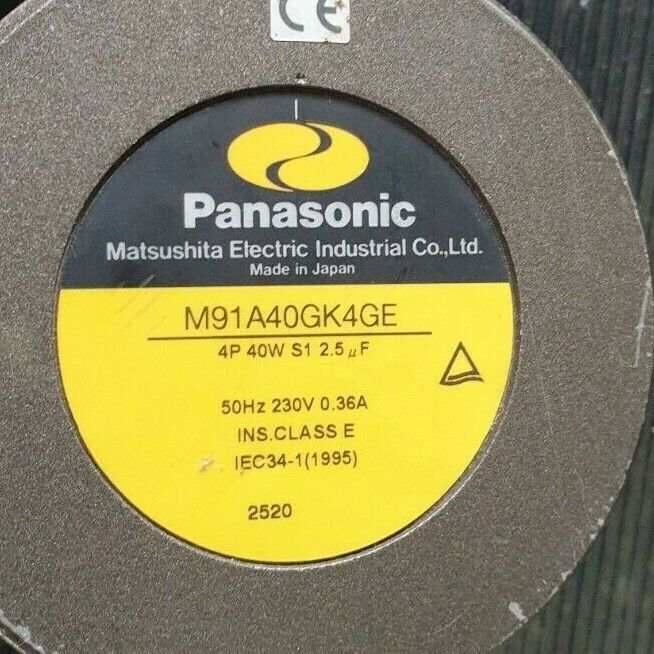 CE
Panasonic
Matsushita Electric Industrial Co.,Ltd.
Made in Japan
M91A40GK4GE
4P 40W S1 2.5μF
50Hz 230V 0.36A
INS.CLASS E
IEC34-1(1995)
2520